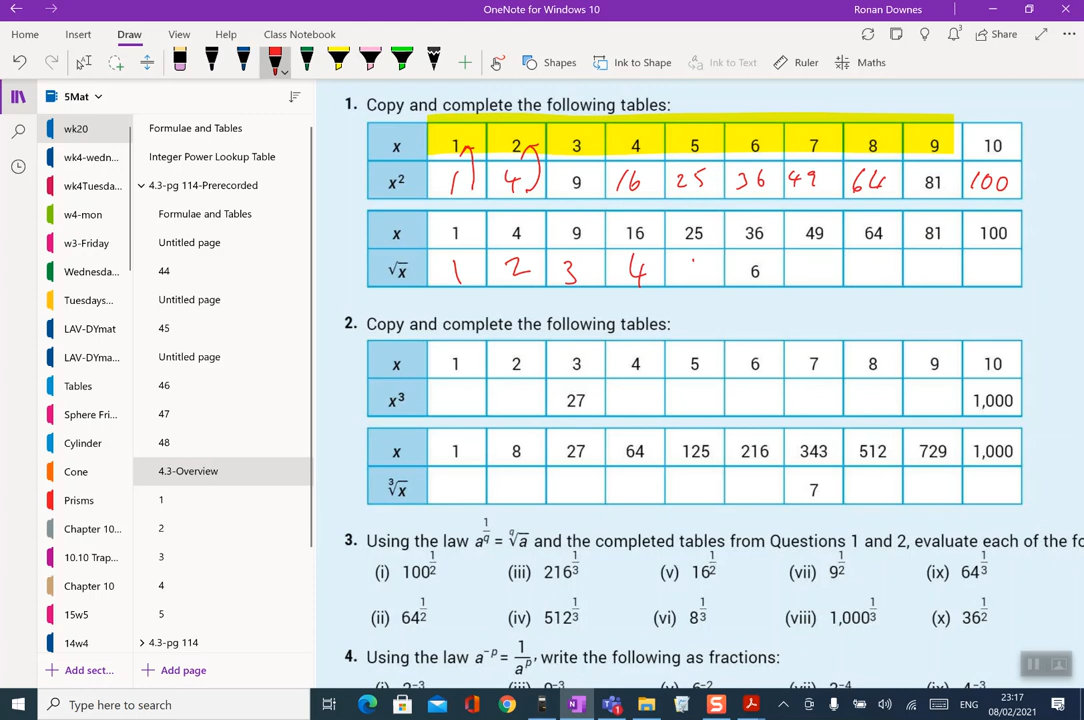 OneNote for Windows 10
Ronan Downes
Home Insert Draw View Help Class Notebook
Share
Shapes Ink to Shape Ink to Text Ruler Maths
5Mat
wk20
wk4-wedn...
wk4Tuesda...
w4-mon
w3-Friday
Wednesda...
Tuesdays...
LAV-DYmat
LAV-DYma...
Tables
Sphere Fri...
Cylinder
Cone
Prisms
Chapter 10...
10.10 Trap...
Chapter 10
15w5
14w4
Add sect...
Formulae and Tables
Integer Power Lookup Table
4.3-pg 114-Prerecorded
Formulae and Tables
Untitled page
44
Untitled page
45
Untitled page
46
47
48
4.3-Overview
1
2
3
4
5
4.3-pg 114
Add page
1. Copy and complete the following tables:
x 1 2 3 4 5 6 7 8 9 10
x² 1 4 9 16 25 36 49 64 81 100
x 1 4 9 16 25 36 49 64 81 100
√x 1 2 3 4 6
2. Copy and complete the following tables:
x 1 2 3 4 5 6 7 8 9 10
x³ 27 1,000
x 1 8 27 64 125 216 343 512 729 1,000
∛x 7
3. Using the law a^(1/q) = ^q√a and the completed tables from Questions 1 and 2, evaluate each of the fo
(i) 100^(1/2) (iii) 216^(1/3) (v) 16^(1/2) (vii) 9^(1/2) (ix) 64^(1/3)
(ii) 64^(1/2) (iv) 512^(1/3) (vi) 8^(1/3) (viii) 1,000^(1/3) (x) 36^(1/2)
4. Using the law a^(−p) = 1/a^p, write the following as fractions:
(i) 2⁻³ (iii) 9⁻³ (v) 6⁻² (vii) 2⁻⁴ (ix) 4⁻³
Type here to search
ENG
23:17
08/02/2021